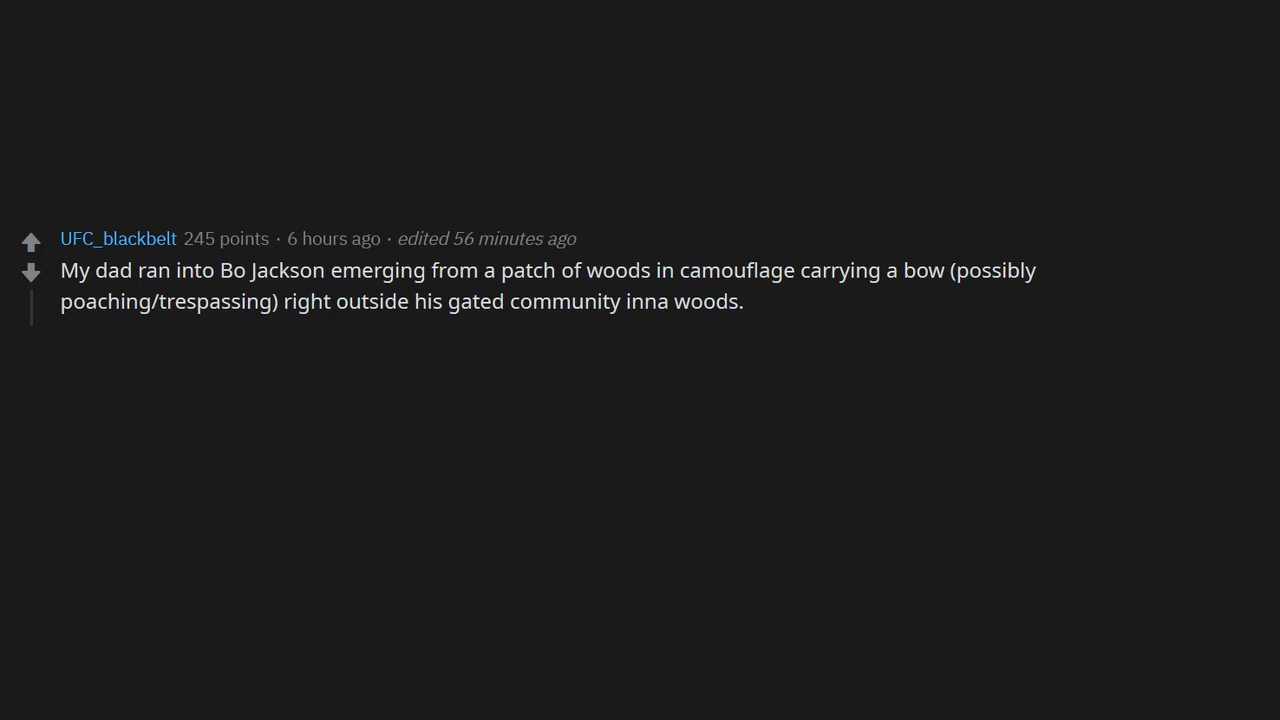 UFC_blackbelt 245 points · 6 hours ago · edited 56 minutes ago
My dad ran into Bo Jackson emerging from a patch of woods in camouflage carrying a bow (possibly
poaching/trespassing) right outside his gated community inna woods.